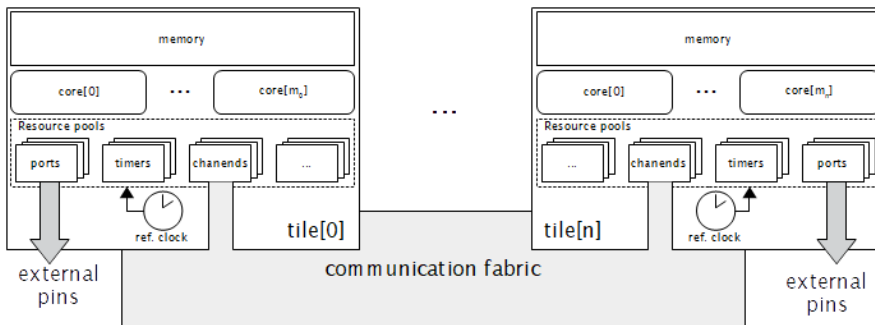 memory
core[0]
...
core[m0]
Resource pools
ports
timers
chanends
...
ref. clock
tile[0]
external
pins
...
memory
core[0]
...
core[mn]
Resource pools
...
chanends
timers
ports
ref. clock
tile[n]
external
pins
communication fabric